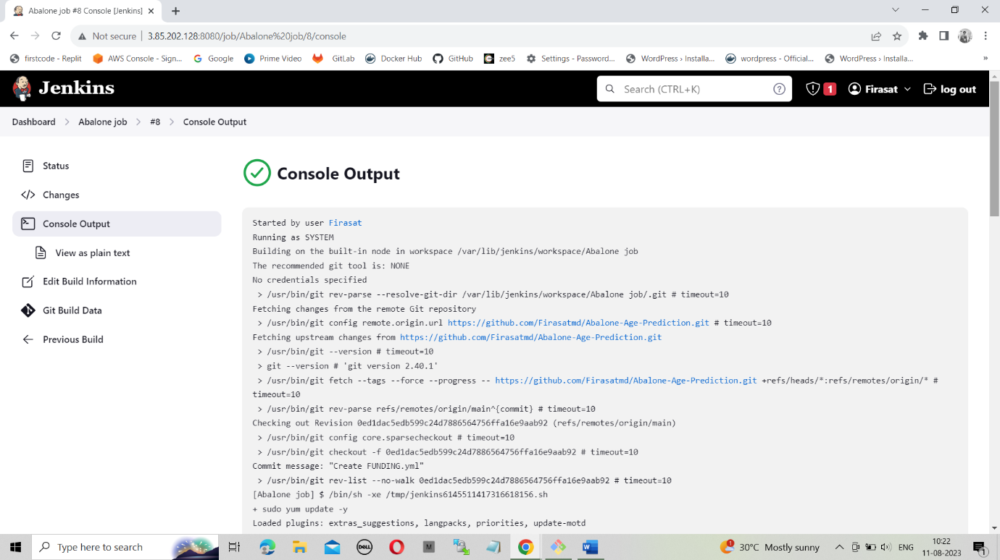 Abalone job #8 Console [Jenkins]
Not secure
3.85.202.128:8080/job/Abalone%20job/8/console
firstcode - Replit
AWS Console - Sign...
Google
Prime Video
GitLab
Docker Hub
GitHub
zee5
Settings - Password...
WordPress › Installa...
wordpress - Official...
WordPress › Installa...
»
Jenkins
Search (CTRL+K)
?
1
Firasat
log out
Dashboard
Abalone job
#8
Console Output
Status
Changes
Console Output
View as plain text
Edit Build Information
Git Build Data
Previous Build
Console Output
Started by user Firasat
Running as SYSTEM
Building on the built-in node in workspace /var/lib/jenkins/workspace/Abalone job
The recommended git tool is: NONE
No credentials specified
> /usr/bin/git rev-parse --resolve-git-dir /var/lib/jenkins/workspace/Abalone job/.git # timeout=10
Fetching changes from the remote Git repository
> /usr/bin/git config remote.origin.url https://github.com/Firasatmd/Abalone-Age-Prediction.git # timeout=10
Fetching upstream changes from https://github.com/Firasatmd/Abalone-Age-Prediction.git
> /usr/bin/git --version # timeout=10
> git --version # 'git version 2.40.1'
> /usr/bin/git fetch --tags --force --progress -- https://github.com/Firasatmd/Abalone-Age-Prediction.git +refs/heads/*:refs/remotes/origin/* #
timeout=10
> /usr/bin/git rev-parse refs/remotes/origin/main^{commit} # timeout=10
Checking out Revision 0ed1dac5edb599c24d7886564756ffa16e9aab92 (refs/remotes/origin/main)
> /usr/bin/git config core.sparsecheckout # timeout=10
> /usr/bin/git checkout -f 0ed1dac5edb599c24d7886564756ffa16e9aab92 # timeout=10
Commit message: "Create FUNDING.yml"
> /usr/bin/git rev-list --no-walk 0ed1dac5edb599c24d7886564756ffa16e9aab92 # timeout=10
[Abalone job] $ /bin/sh -xe /tmp/jenkins6145511417316618156.sh
+ sudo yum update -y
Loaded plugins: extras_suggestions, langpacks, priorities, update-motd
Type here to search
DELL
M
W
1
30°C Mostly sunny
ENG
10:22
11-08-2023
1